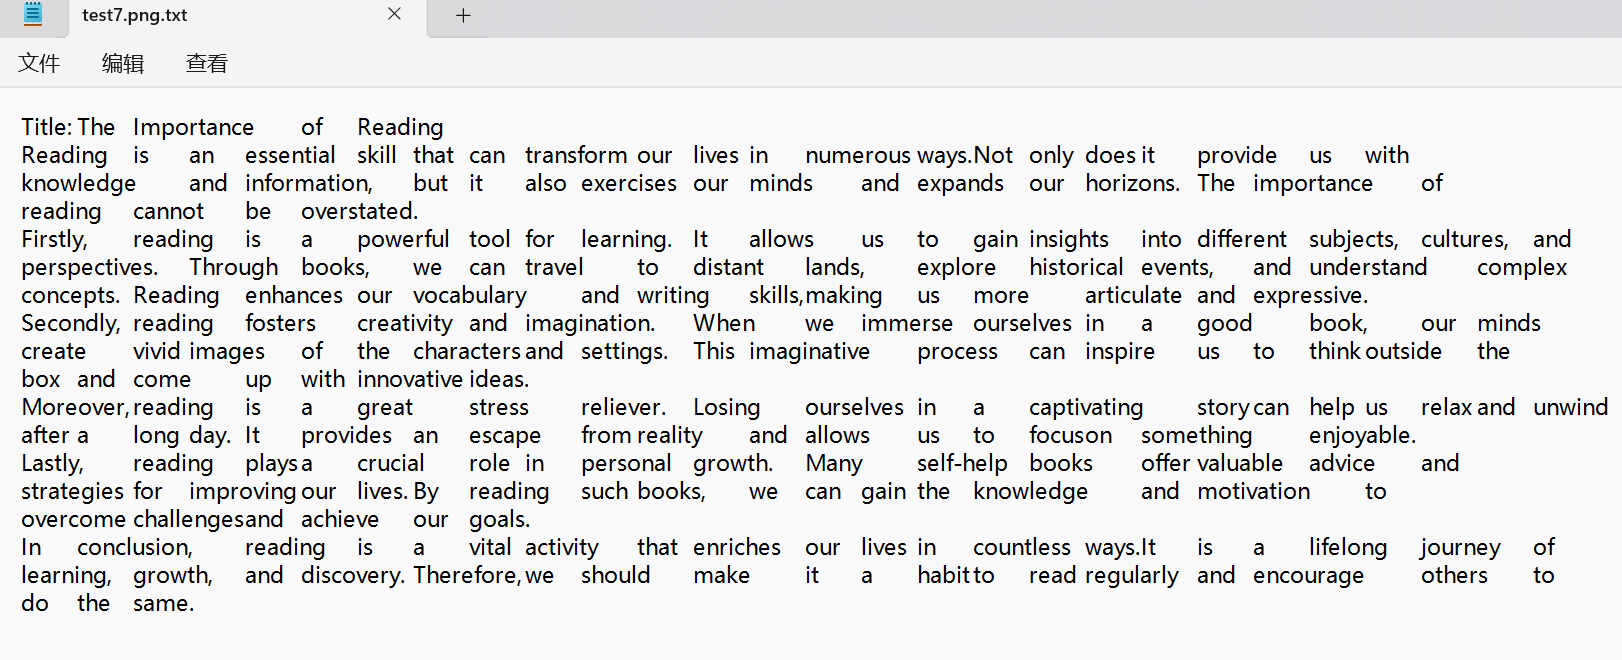 test7.png.txt
文件 编辑 查看
Title: The Importance of Reading
Reading is an essential skill that can transform our lives in numerous ways.Not only does it provide us with
knowledge and information, but it also exercises our minds and expands our horizons. The importance of
reading cannot be overstated.
Firstly, reading is a powerful tool for learning. It allows us to gain insights into different subjects, cultures, and
perspectives. Through books, we can travel to distant lands, explore historical events, and understand complex
concepts. Reading enhances our vocabulary and writing skills,making us more articulate and expressive.
Secondly, reading fosters creativity and imagination. When we immerse ourselves in a good book, our minds
create vivid images of the characters and settings. This imaginative process can inspire us to think outside the
box and come up with innovative ideas.
Moreover, reading is a great stress reliever. Losing ourselves in a captivating story can help us relax and unwind
after a long day. It provides an escape from reality and allows us to focus on something enjoyable.
Lastly, reading plays a crucial role in personal growth. Many self-help books offer valuable advice and
strategies for improving our lives. By reading such books, we can gain the knowledge and motivation to
overcome challenges and achieve our goals.
In conclusion, reading is a vital activity that enriches our lives in countless ways.It is a lifelong journey of
learning, growth, and discovery. Therefore, we should make it a habit to read regularly and encourage others to
do the same.